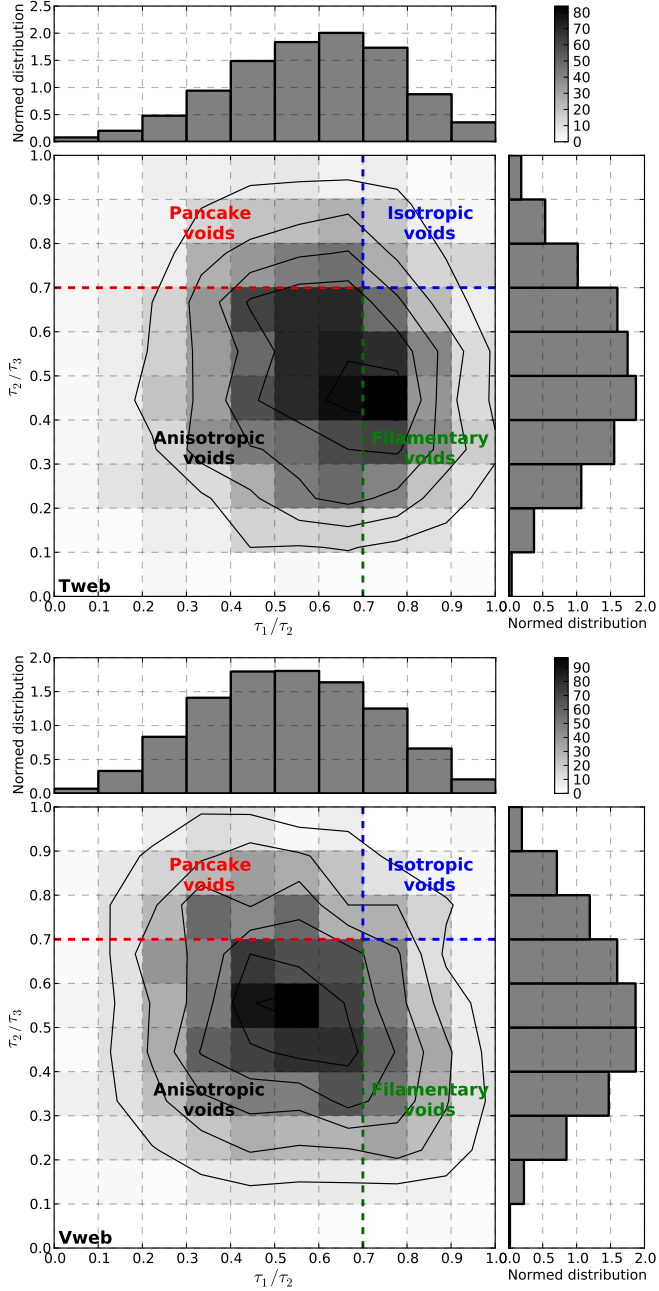 Normed distribution
2.5
2.0
1.5
1.0
0.5
0.0
80
70
60
50
40
30
20
10
0
τ2/τ3
1.0
0.9
0.8
0.7
0.6
0.5
0.4
0.3
0.2
0.1
0.0
Pancake
voids
Isotropic
voids
Anisotropic
voids
Filamentary
voids
Tweb
0.0 0.1 0.2 0.3 0.4 0.5 0.6 0.7 0.8 0.9 1.0
τ1/τ2
0.0 0.5 1.0 1.5 2.0
Normed distribution
Normed distribution
2.0
1.5
1.0
0.5
0.0
90
80
70
60
50
40
30
20
10
0
τ2/τ3
1.0
0.9
0.8
0.7
0.6
0.5
0.4
0.3
0.2
0.1
0.0
Pancake
voids
Isotropic
voids
Anisotropic
voids
Filamentary
voids
Vweb
0.0 0.1 0.2 0.3 0.4 0.5 0.6 0.7 0.8 0.9 1.0
τ1/τ2
0.0 0.5 1.0 1.5 2.0
Normed distribution